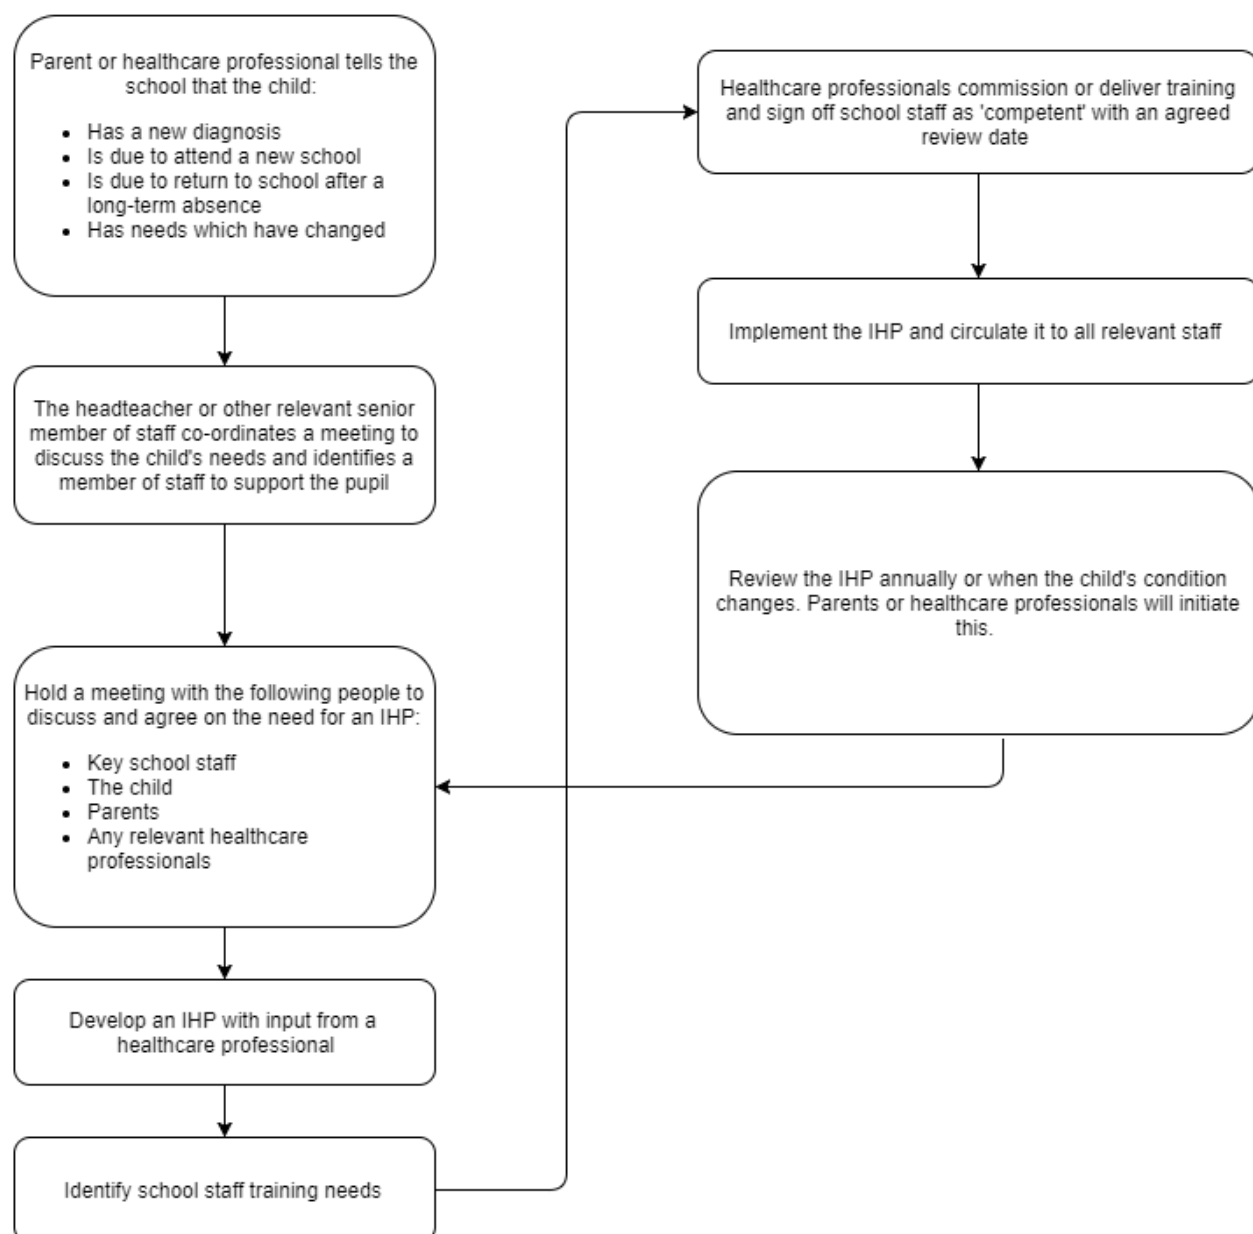 Parent or healthcare professional tells the
school that the child:
• Has a new diagnosis
• Is due to attend a new school
• Is due to return to school after a
long-term absence
• Has needs which have changed
The headteacher or other relevant senior
member of staff co-ordinates a meeting to
discuss the child's needs and identifies a
member of staff to support the pupil
Hold a meeting with the following people to
discuss and agree on the need for an IHP:
• Key school staff
• The child
• Parents
• Any relevant healthcare
professionals
Develop an IHP with input from a
healthcare professional
Identify school staff training needs
Healthcare professionals commission or deliver training
and sign off school staff as 'competent' with an agreed
review date
Implement the IHP and circulate it to all relevant staff
Review the IHP annually or when the child's condition
changes. Parents or healthcare professionals will initiate
this.